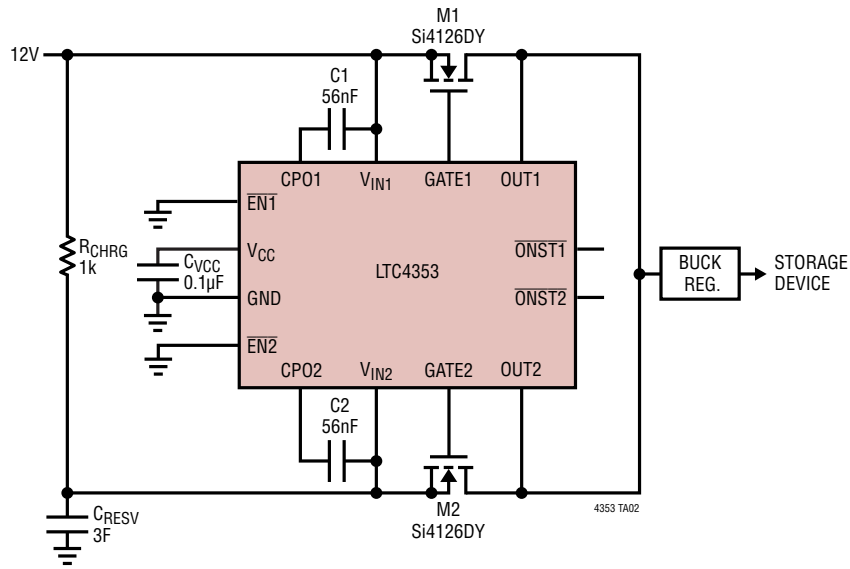 M1
Si4126DY
12V
C1
56nF
CPO1
VIN1
GATE1
OUT1
EN1
RCHRG
1k
VCC
CVCC
0.1µF
GND
EN2
LTC4353
ONST1
ONST2
BUCK
REG.
STORAGE
DEVICE
CPO2
VIN2
GATE2
OUT2
C2
56nF
M2
Si4126DY
4353 TA02
CRESV
3F